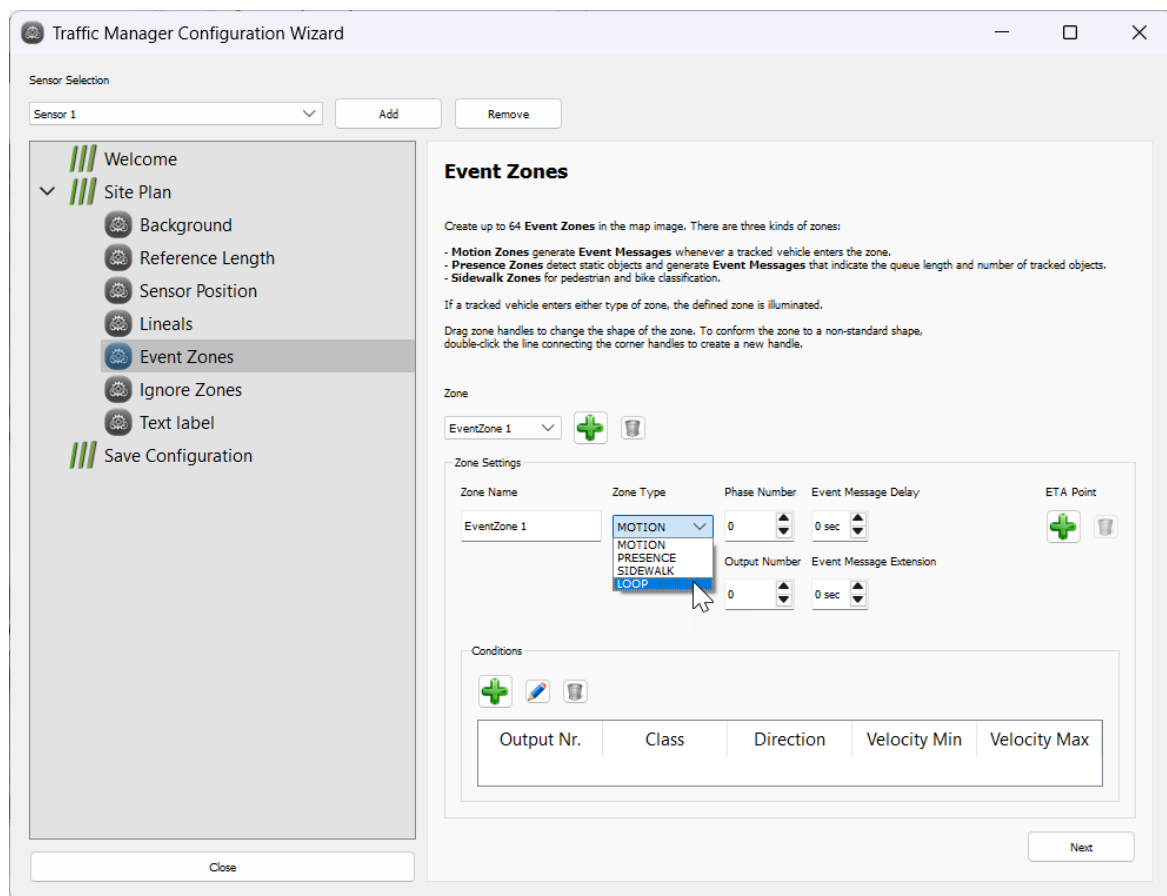 Traffic Manager Configuration Wizard
Sensor Selection
Sensor 1
Add
Remove
Welcome
Site Plan
Background
Reference Length
Sensor Position
Lineals
Event Zones
Ignore Zones
Text label
Save Configuration
Close
Event Zones
Create up to 64 Event Zones in the map image. There are three kinds of zones:
- Motion Zones generate Event Messages whenever a tracked vehicle enters the zone.
- Presence Zones detect static objects and generate Event Messages that indicate the queue length and number of tracked objects.
- Sidewalk Zones for pedestrian and bike classification.
If a tracked vehicle enters either type of zone, the defined zone is illuminated.
Drag zone handles to change the shape of the zone. To conform the zone to a non-standard shape,
double-click the line connecting the corner handles to create a new handle.
Zone
EventZone 1
Zone Settings
Zone Name Zone Type Phase Number Event Message Delay ETA Point
EventZone 1 MOTION 0 0 sec
MOTION
PRESENCE
SIDEWALK
LOOP
Output Number Event Message Extension
0 0 sec
Conditions
Output Nr. Class Direction Velocity Min Velocity Max
Next